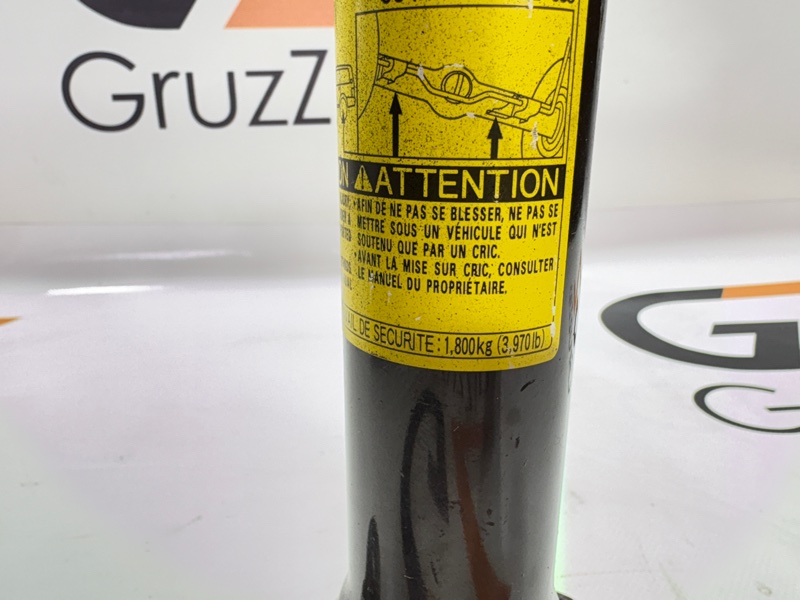 GruzZ
ATTENTION
•AFIN DE NE PAS SE BLESSER, NE PAS SE
METTRE SOUS UN VÉHICULE QUI N'EST
SOUTENU QUE PAR UN CRIC.
•AVANT LA MISE SUR CRIC, CONSULTER
LE MANUEL DU PROPRIÉTAIRE.
DE SECURITE : 1,800kg (3,970lb)